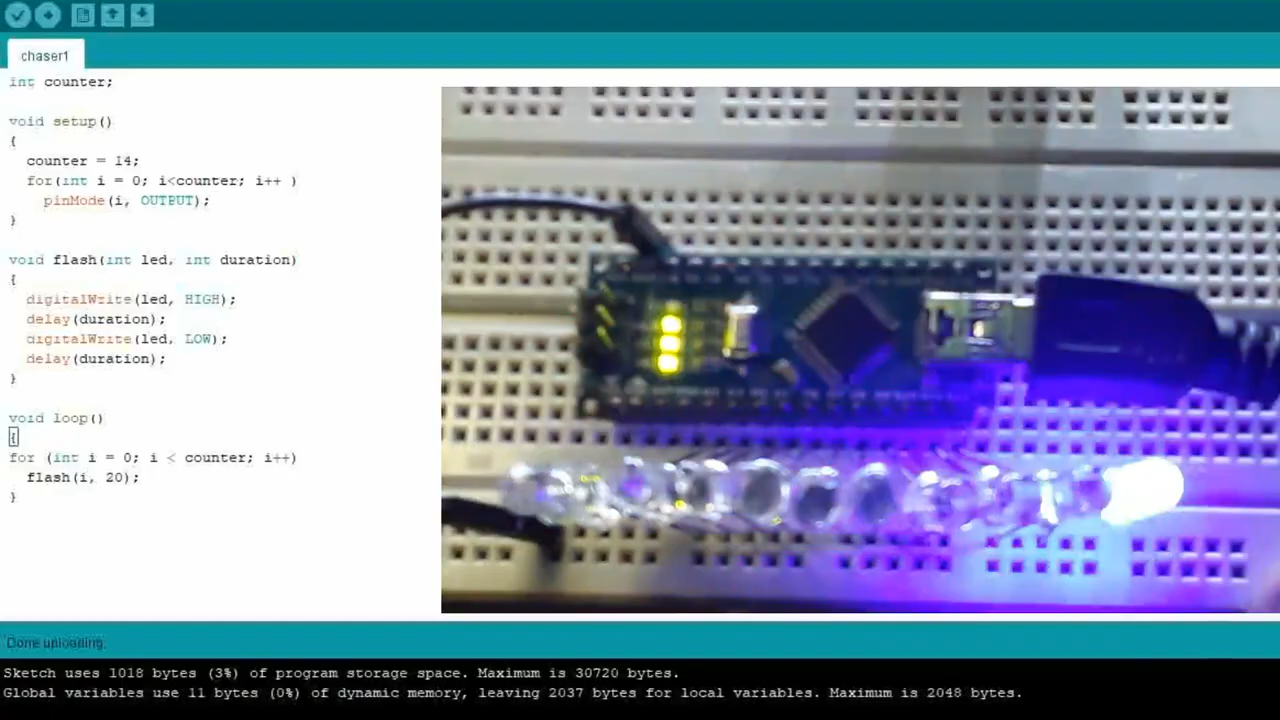 chaser1
int counter;
void setup()
{
counter = 14;
for(int i = 0; i<counter; i++ )
pinMode(i, OUTPUT);
}
void flash(int led, int duration)
{
digitalWrite(led, HIGH);
delay(duration);
digitalWrite(led, LOW);
delay(duration);
}
void loop()
{
for (int i = 0; i < counter; i++)
flash(i, 20);
}
Done uploading.
Sketch uses 1018 bytes (3%) of program storage space. Maximum is 30720 bytes.
Global variables use 11 bytes (0%) of dynamic memory, leaving 2037 bytes for local variables. Maximum is 2048 bytes.